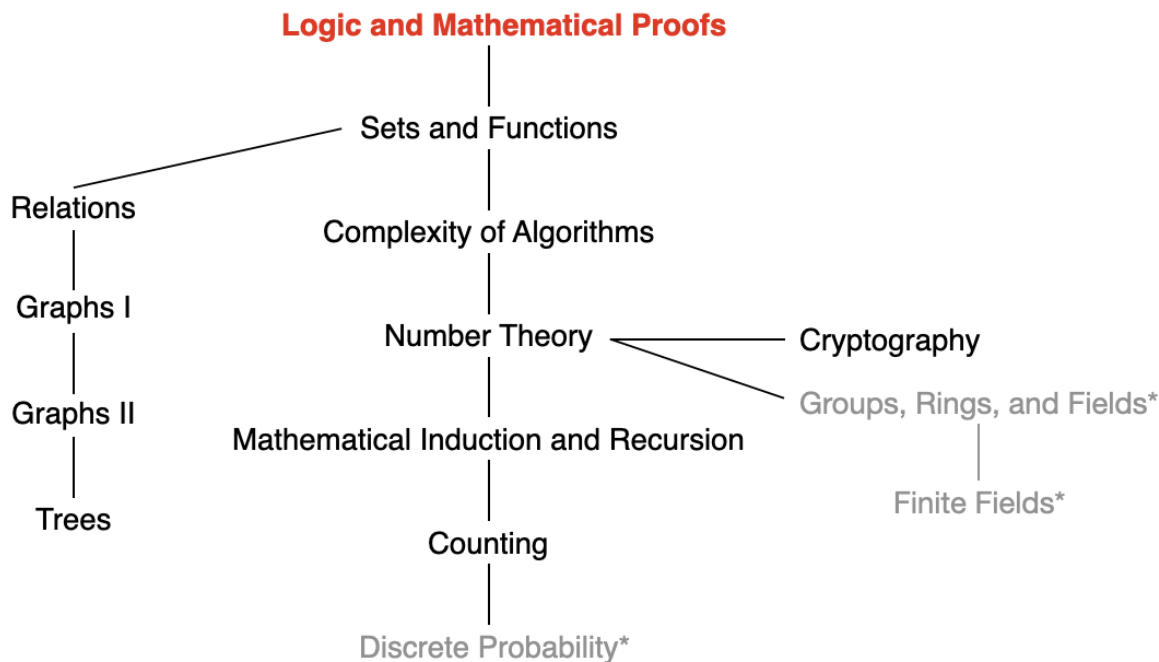 Logic and Mathematical Proofs
Sets and Functions
Relations
Complexity of Algorithms
Graphs I
Number Theory
Cryptography
Groups, Rings, and Fields*
Graphs II
Mathematical Induction and Recursion
Finite Fields*
Trees
Counting
Discrete Probability*